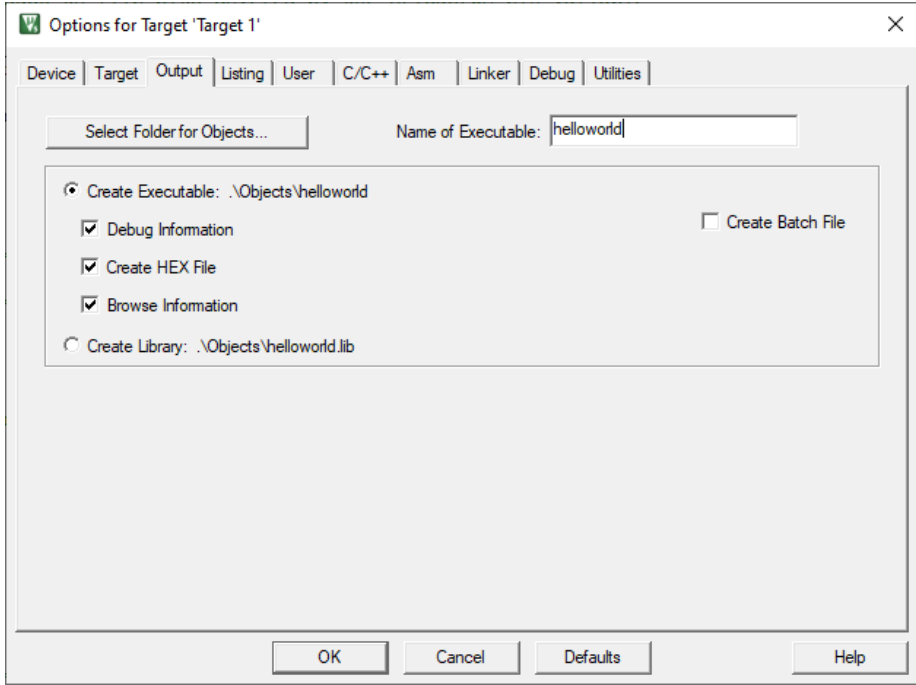 Options for Target 'Target 1'
Device Target Output Listing User C/C++ Asm Linker Debug Utilities
Select Folder for Objects... Name of Executable: helloworld
Create Executable: .\Objects\helloworld
Debug Information Create Batch File
Create HEX File
Browse Information
Create Library: .\Objects\helloworld.lib
OK Cancel Defaults Help